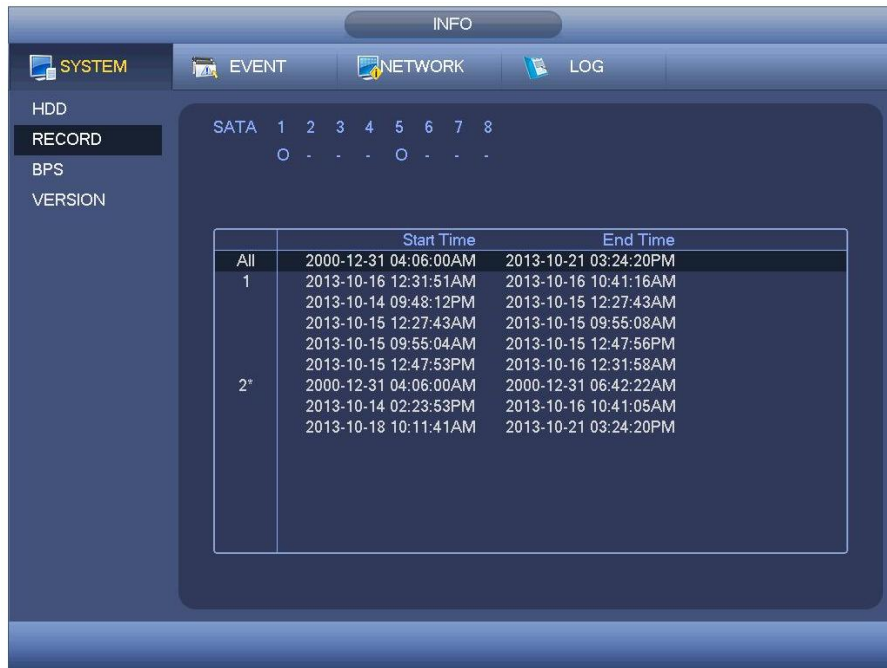 INFO
SYSTEM EVENT NETWORK LOG
HDD
RECORD
BPS
VERSION
SATA 1 2 3 4 5 6 7 8
O - - - O - - -
Start Time End Time
All 2000-12-31 04:06:00AM 2013-10-21 03:24:20PM
1 2013-10-16 12:31:51AM 2013-10-16 10:41:16AM
2013-10-14 09:48:12PM 2013-10-15 12:27:43AM
2013-10-15 12:27:43AM 2013-10-15 09:55:08AM
2013-10-15 09:55:04AM 2013-10-15 12:47:56PM
2013-10-15 12:47:53PM 2013-10-16 12:31:58AM
2* 2000-12-31 04:06:00AM 2000-12-31 06:42:22AM
2013-10-14 02:23:53PM 2013-10-16 10:41:05AM
2013-10-18 10:11:41AM 2013-10-21 03:24:20PM